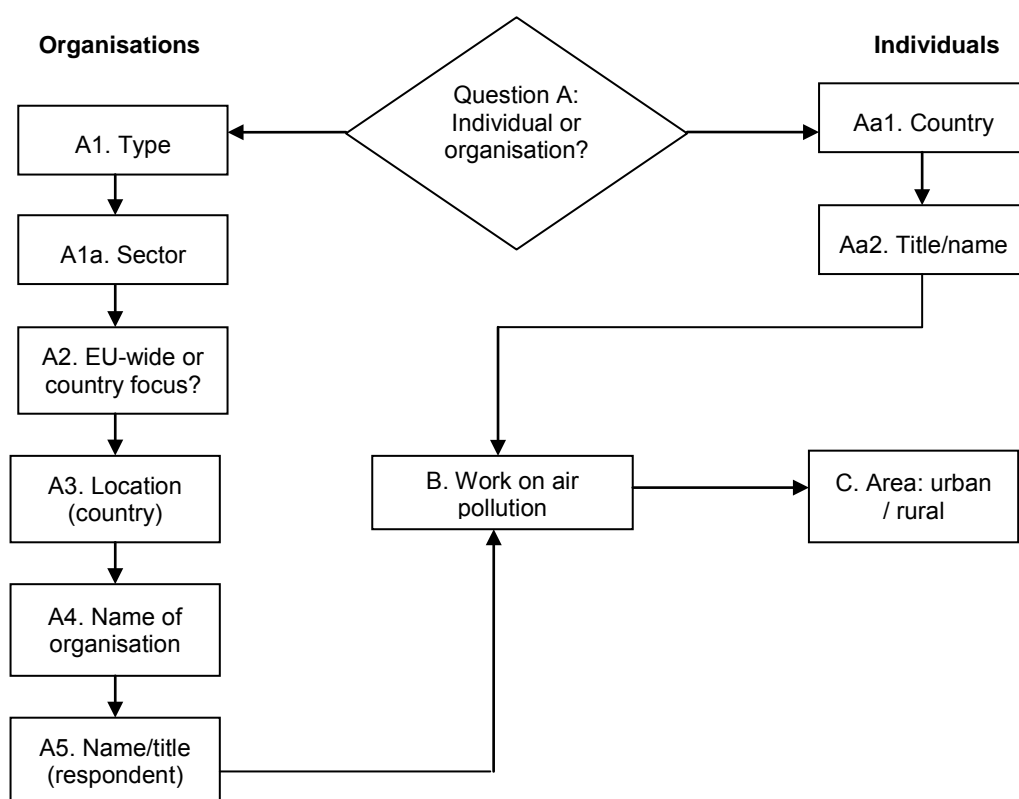 Organisations
Individuals
Question A:
Individual or
organisation?
A1. Type
A1a. Sector
A2. EU-wide or
country focus?
A3. Location
(country)
A4. Name of
organisation
A5. Name/title
(respondent)
Aa1. Country
Aa2. Title/name
B. Work on air
pollution
C. Area: urban
/ rural